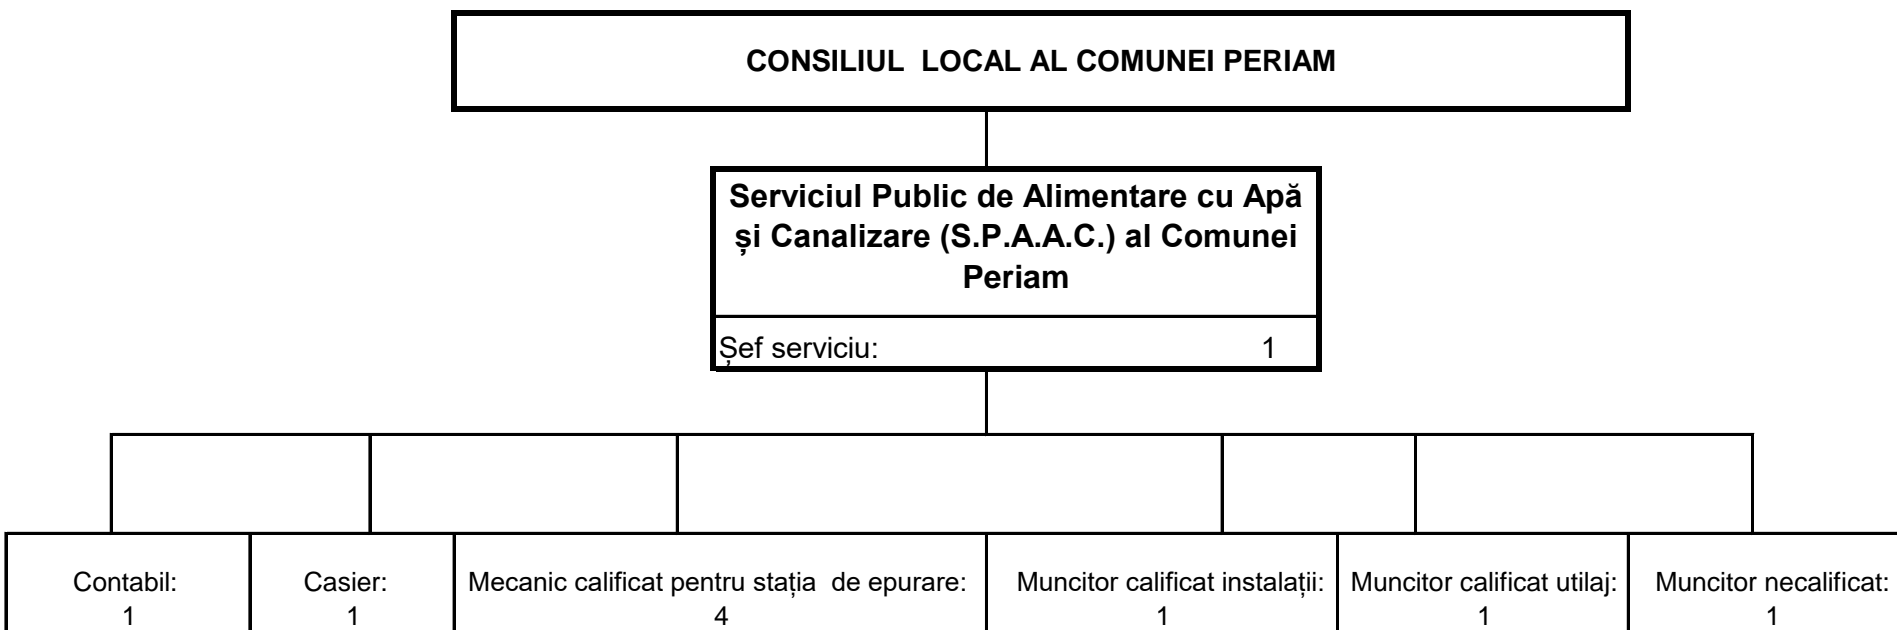 CONSILIUL LOCAL AL COMUNEI PERIAM
Serviciul Public de Alimentare cu Apă
și Canalizare (S.P.A.A.C.) al Comunei
Periam
Șef serviciu: 1
Contabil:
1
Casier:
1
Mecanic calificat pentru stația de epurare:
4
Muncitor calificat instalații:
1
Muncitor calificat utilaj:
1
Muncitor necalificat:
1